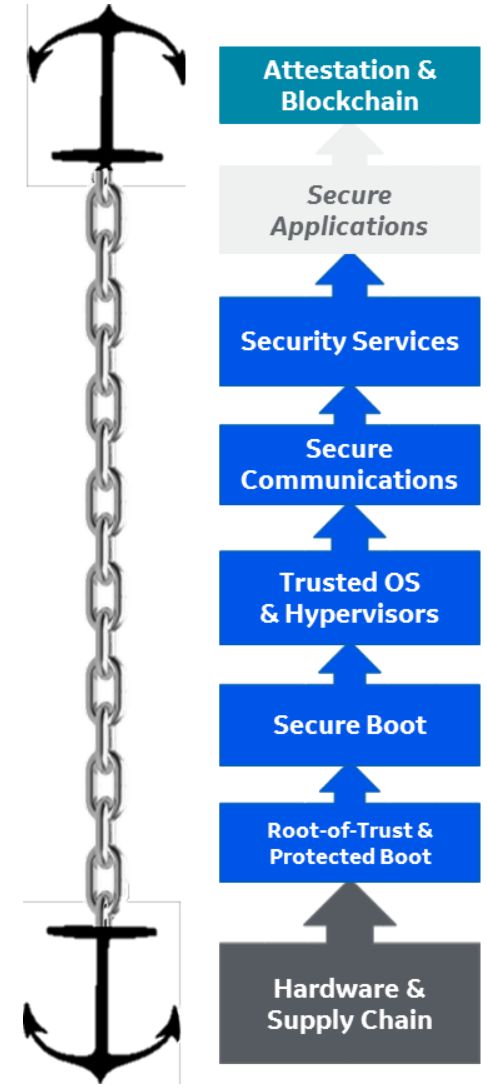 Attestation &
Blockchain
Secure
Applications
Security Services
Secure
Communications
Trusted OS
& Hypervisors
Secure Boot
Root-of-Trust &
Protected Boot
Hardware &
Supply Chain